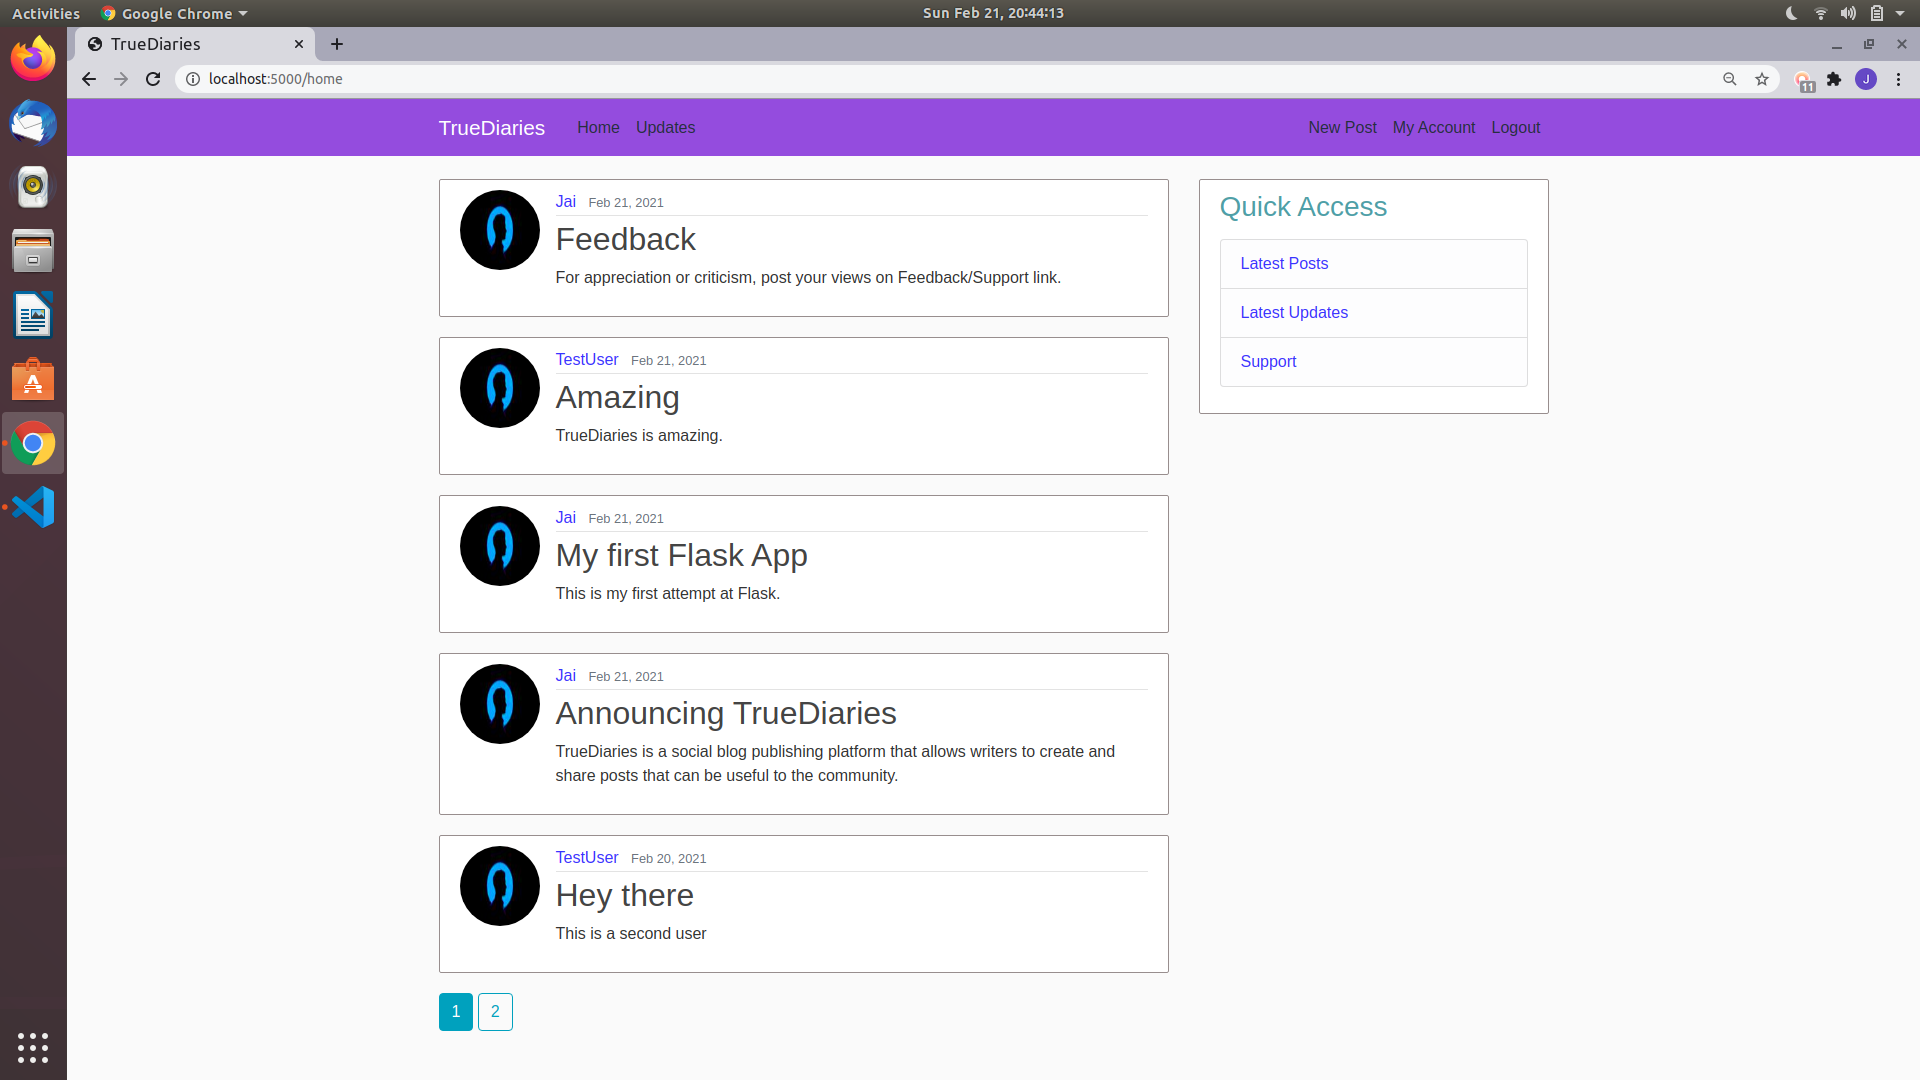 Activities Google Chrome Sun Feb 21, 20:44:13
TrueDiaries
localhost:5000/home 11 J
TrueDiaries Home Updates New Post My Account Logout
Jai Feb 21, 2021
Feedback
For appreciation or criticism, post your views on Feedback/Support link.
TestUser Feb 21, 2021
Amazing
TrueDiaries is amazing.
Jai Feb 21, 2021
My first Flask App
This is my first attempt at Flask.
Jai Feb 21, 2021
Announcing TrueDiaries
TrueDiaries is a social blog publishing platform that allows writers to create and
share posts that can be useful to the community.
TestUser Feb 20, 2021
Hey there
This is a second user
1 2
Quick Access
Latest Posts
Latest Updates
Support